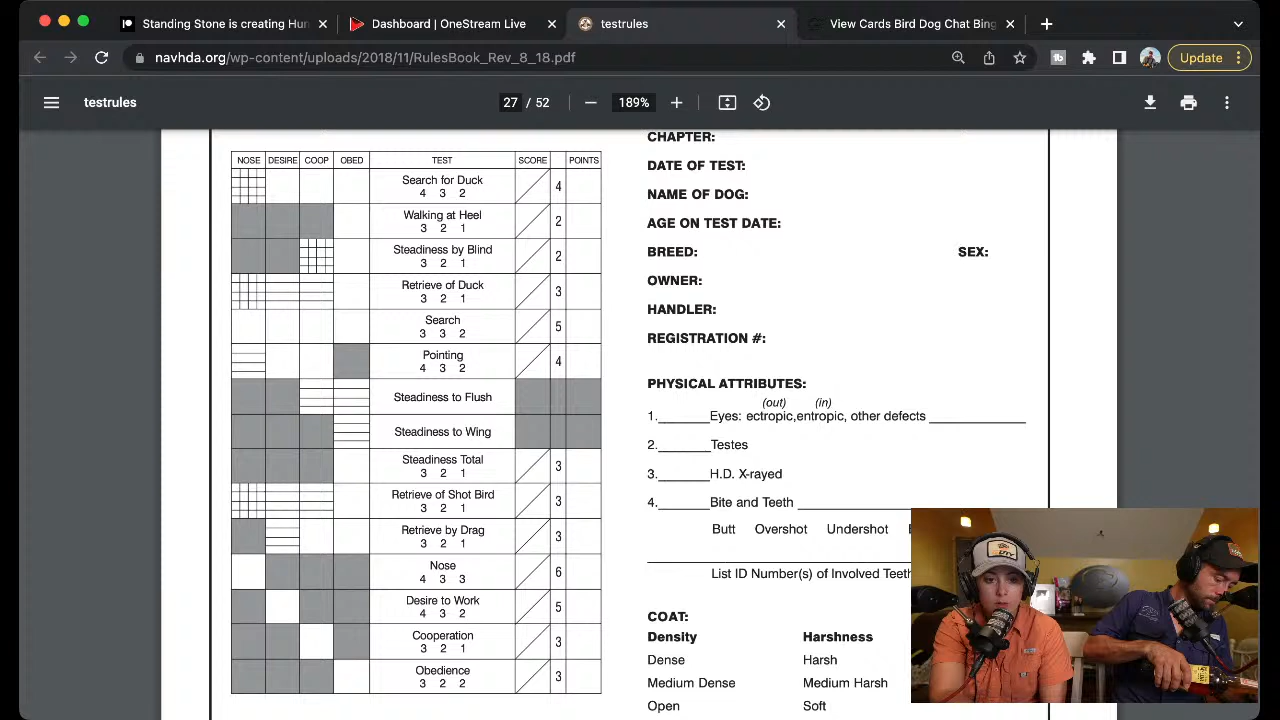 Standing Stone is creating Hun
Dashboard | OneStream Live
testrules
View Cards Bird Dog Chat Bing
navhda.org/wp-content/uploads/2018/11/RulesBook_Rev_8_18.pdf
Update
testrules
27 / 52
189%
NOSE DESIRE COOP OBED TEST SCORE POINTS
Search for Duck
4 3 2
4
Walking at Heel
3 2 1
2
Steadiness by Blind
3 2 1
2
Retrieve of Duck
3 2 1
3
Search
3 3 2
5
Pointing
4 3 2
4
Steadiness to Flush
Steadiness to Wing
Steadiness Total
3 2 1
3
Retrieve of Shot Bird
3 2 1
3
Retrieve by Drag
3 2 1
3
Nose
4 3 3
6
Desire to Work
4 3 2
5
Cooperation
3 2 1
3
Obedience
3 2 2
3
CHAPTER:
DATE OF TEST:
NAME OF DOG:
AGE ON TEST DATE:
BREED: SEX:
OWNER:
HANDLER:
REGISTRATION #:
PHYSICAL ATTRIBUTES:
(out) (in)
1.______Eyes: ectropic,entropic, other defects ____________
2.______Testes
3.______H.D. X-rayed
4.______Bite and Teeth
Butt Overshot Undershot
List ID Number(s) of Involved Teeth
COAT:
Density Harshness
Dense Harsh
Medium Dense Medium Harsh
Open Soft